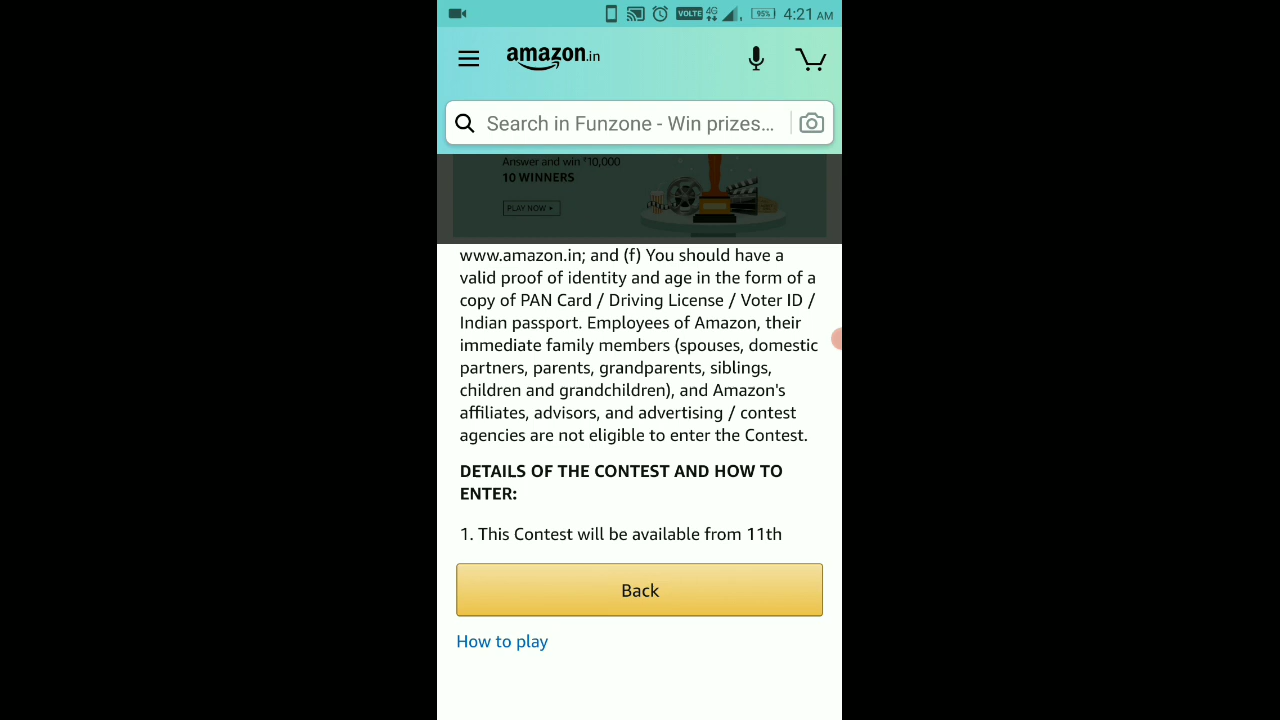 VOLTE 4G 95% 4:21 AM
amazon.in
Search in Funzone - Win prizes...
Answer and win ₹10,000
10 WINNERS
PLAY NOW ▸
www.amazon.in; and (f) You should have a
valid proof of identity and age in the form of a
copy of PAN Card / Driving License / Voter ID /
Indian passport. Employees of Amazon, their
immediate family members (spouses, domestic
partners, parents, grandparents, siblings,
children and grandchildren), and Amazon's
affiliates, advisors, and advertising / contest
agencies are not eligible to enter the Contest.
DETAILS OF THE CONTEST AND HOW TO
ENTER:
1. This Contest will be available from 11th
Back
How to play